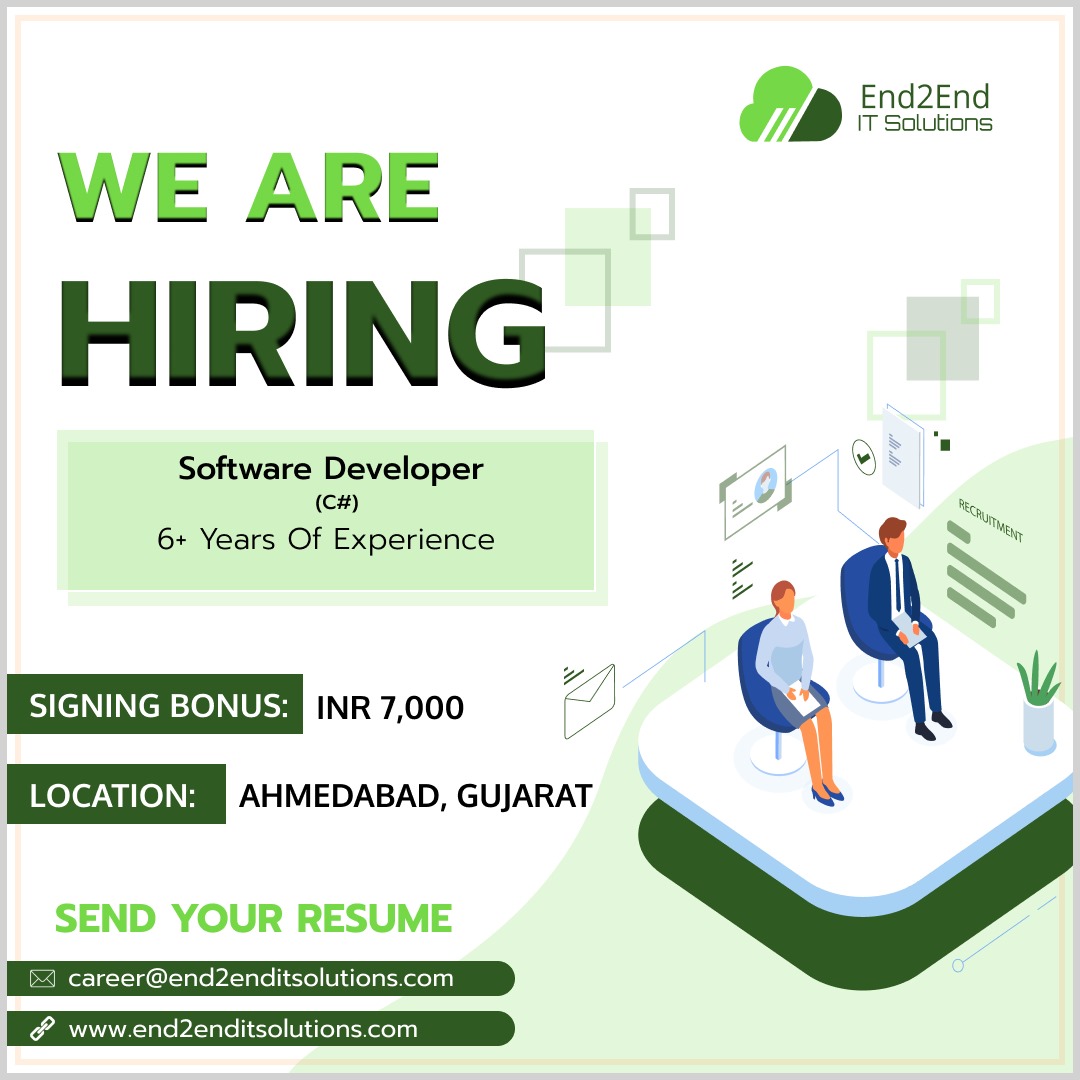 End2End
IT Solutions
WE ARE
HIRING
Software Developer
(C#)
6+ Years Of Experience
RECRUITMENT
SIGNING BONUS: INR 7,000
LOCATION: AHMEDABAD, GUJARAT
SEND YOUR RESUME
career@end2enditsolutions.com
www.end2enditsolutions.com